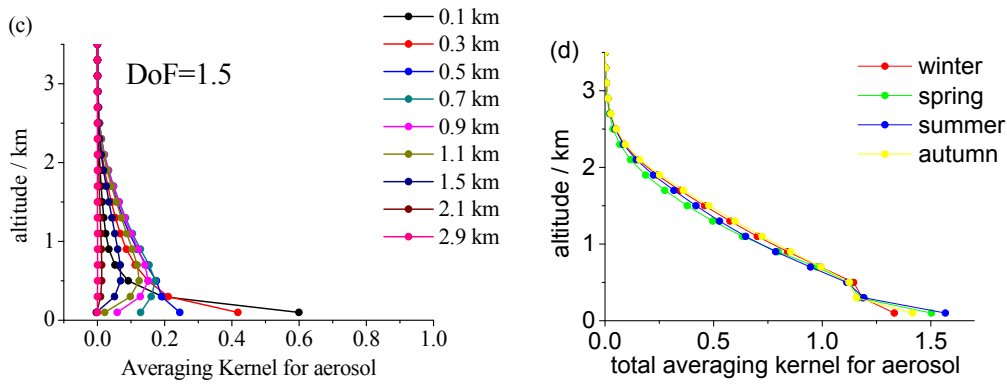 (c)
DoF=1.5
0.1 km
0.3 km
0.5 km
0.7 km
0.9 km
1.1 km
1.5 km
2.1 km
2.9 km
altitude / km
3
2
1
0
0.0 0.2 0.4 0.6 0.8 1.0
Averaging Kernel for aerosol
(d)
winter
spring
summer
autumn
altitude / km
3
2
1
0
0.0 0.5 1.0 1.5
total averaging kernel for aerosol